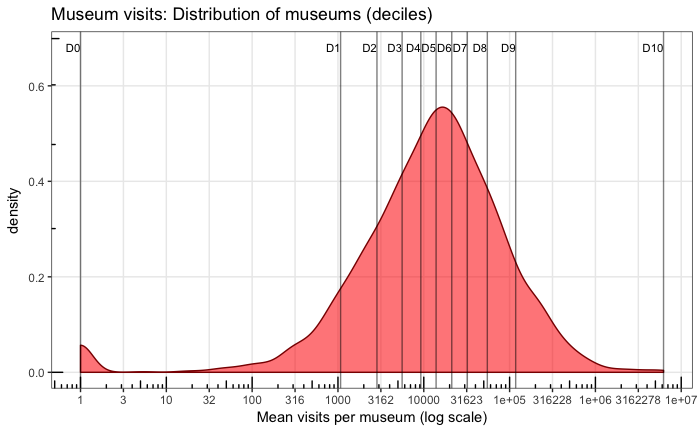 Museum visits: Distribution of museums (deciles)
D0 D1 D2 D3 D4 D5 D6 D7 D8 D9 D10
0.6
0.4
0.2
0.0
density
1 3 10 32 100 316 1000 3162 10000 31623 1e+05 316228 1e+06 3162278 1e+07
Mean visits per museum (log scale)